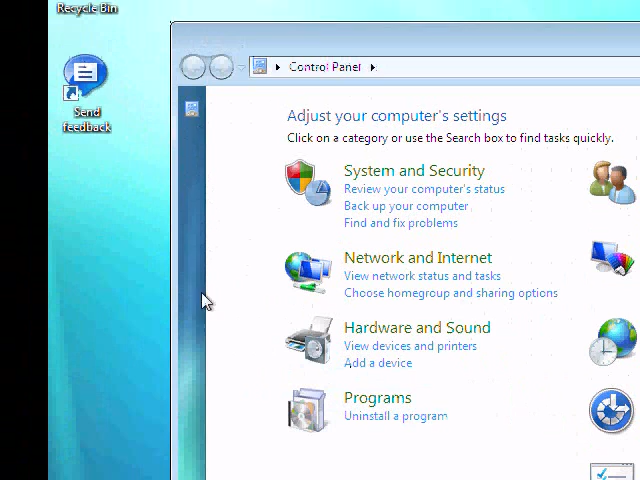 Recycle Bin
Send
feedback
Control Panel
Adjust your computer's settings
Click on a category or use the Search box to find tasks quickly.
System and Security
Review your computer's status
Back up your computer
Find and fix problems
Network and Internet
View network status and tasks
Choose homegroup and sharing options
Hardware and Sound
View devices and printers
Add a device
Programs
Uninstall a program